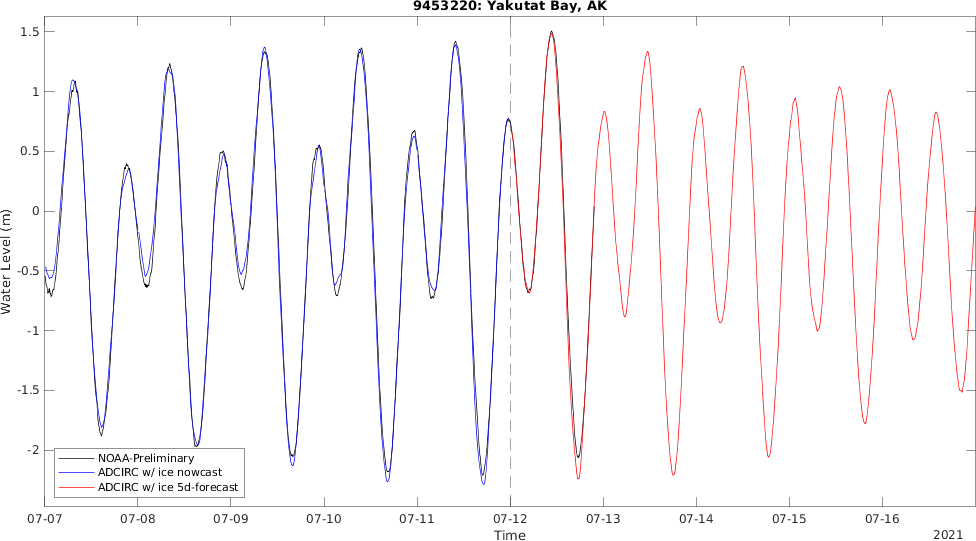 9453220: Yakutat Bay, AK
Water Level (m)
1.5
1
0.5
0
-0.5
-1
-1.5
-2
NOAA-Preliminary
ADCIRC w/ ice nowcast
ADCIRC w/ ice 5d-forecast
07-07 07-08 07-09 07-10 07-11 07-12 07-13 07-14 07-15 07-16
Time
2021